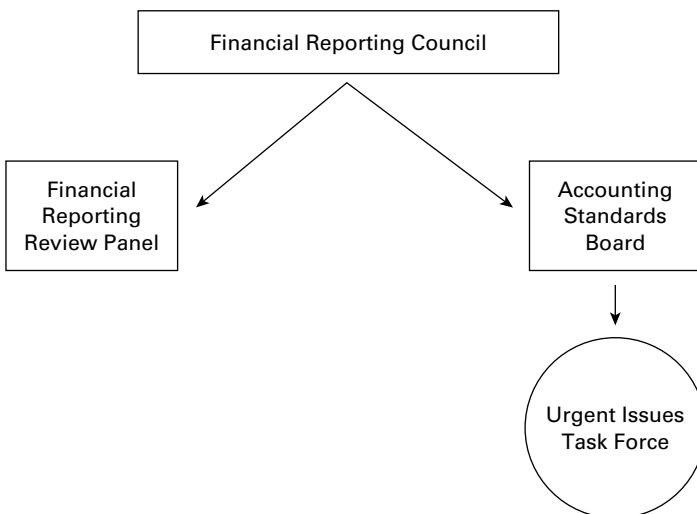 Financial Reporting Council
Financial
Reporting
Review Panel
Accounting
Standards
Board
Urgent Issues
Task Force